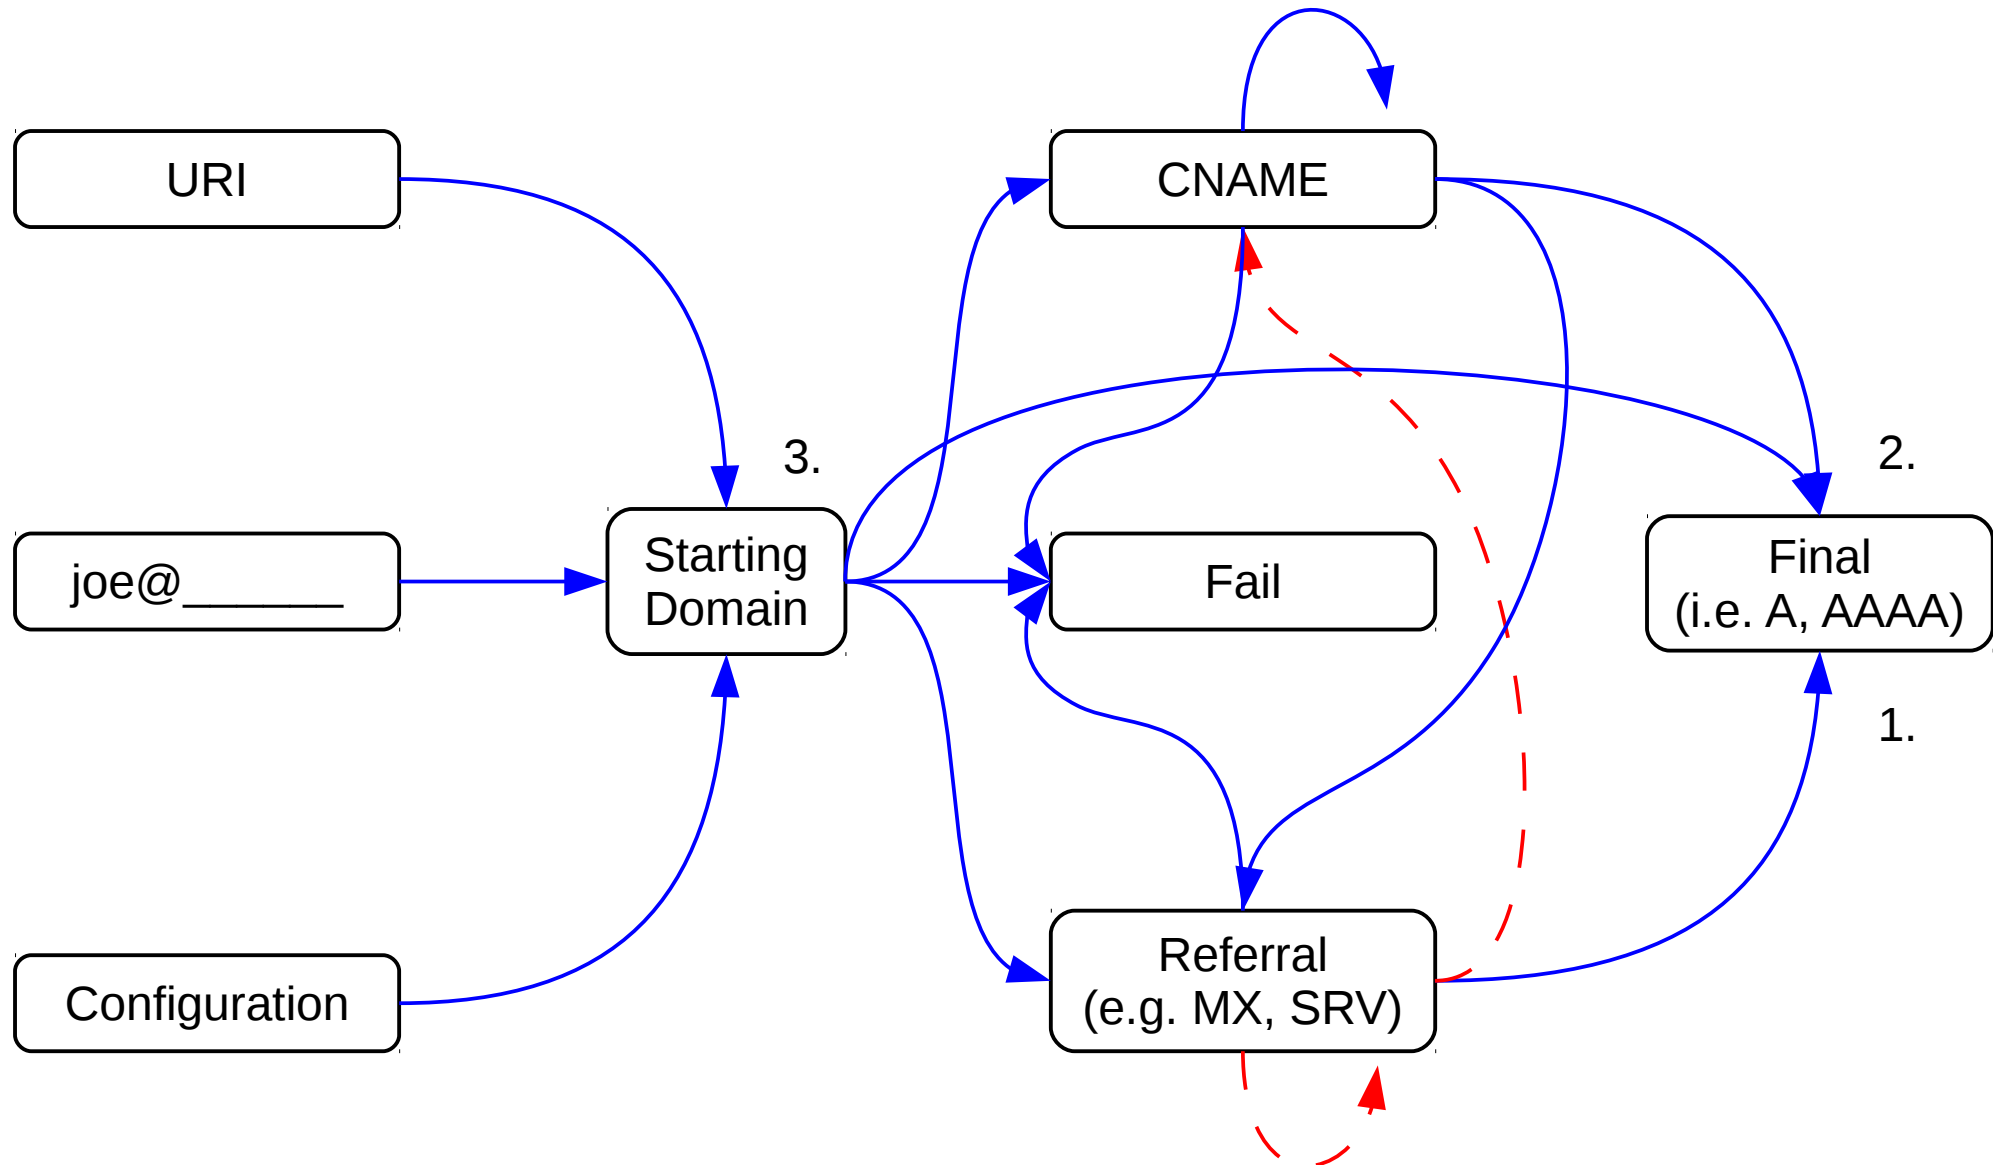 URI
CNAME
3.
2.
joe@______
Starting
Domain
Fail
Final
(i.e. A, AAAA)
1.
Configuration
Referral
(e.g. MX, SRV)